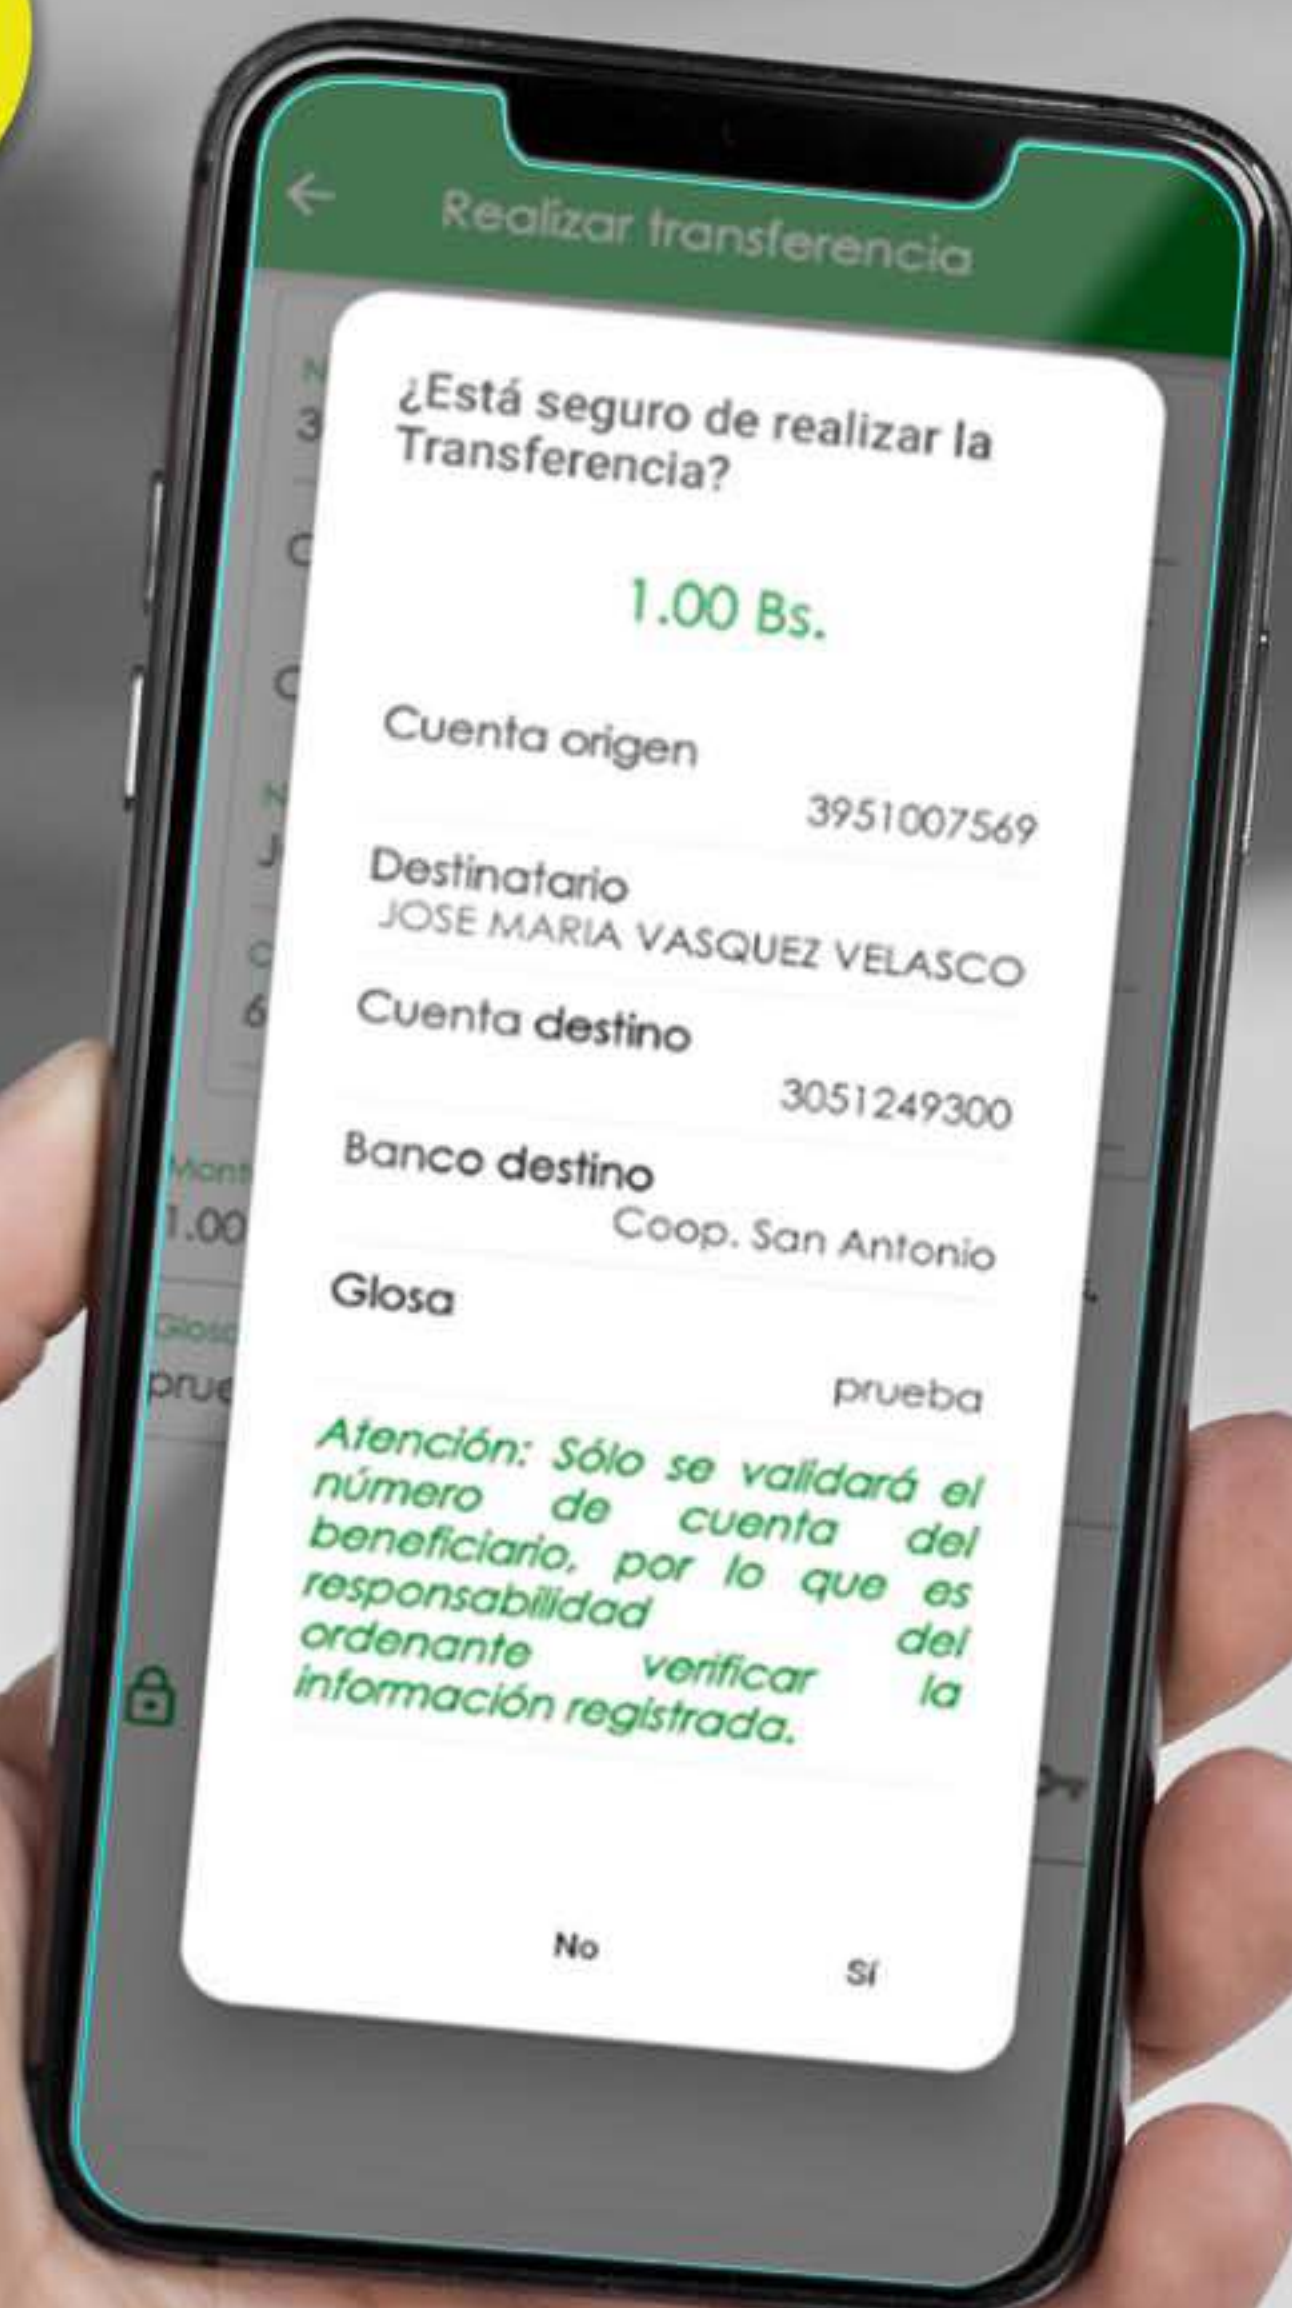 Realizar transferencia
¿Está seguro de realizar la
Transferencia?
1.00 Bs.
Cuenta origen
3951007569
Destinatario
JOSE MARIA VASQUEZ VELASCO
Cuenta destino
3051249300
Banco destino
Coop. San Antonio
Glosa
prueba
Atención: Sólo se validará el
número de cuenta del
beneficiario, por lo que es
responsabilidad del
ordenante verificar la
información registrada.
No Sí
1.00